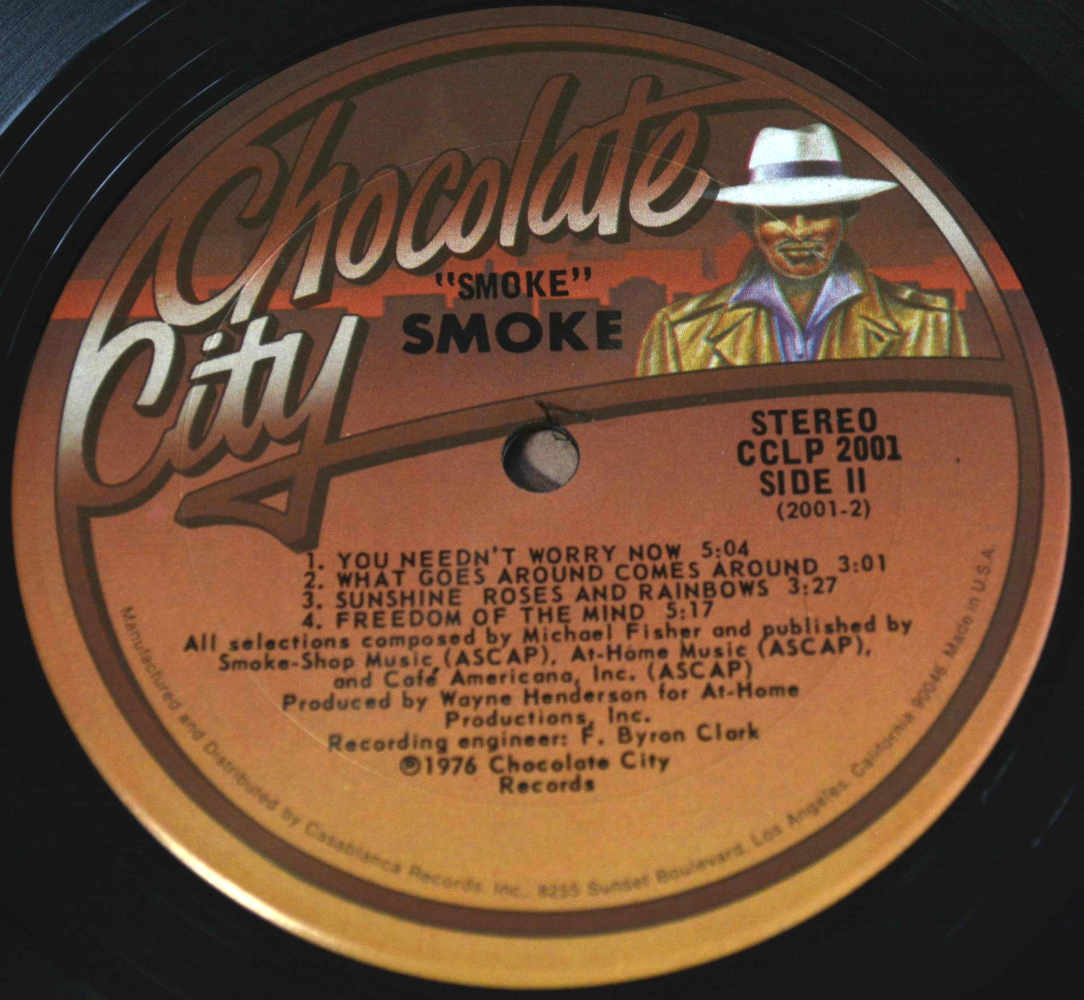 Chocolate
City
"SMOKE"
SMOKE
STEREO
CCLP 2001
SIDE II
(2001-2)
1. YOU NEEDN'T WORRY NOW 5:04
2. WHAT GOES AROUND COMES AROUND 3:01
3. SUNSHINE ROSES AND RAINBOWS 3:27
4. FREEDOM OF THE MIND 5:17
All selections composed by Michael Fisher and published by
Smoke-Shop Music (ASCAP), At-Home Music (ASCAP),
and Café Americana, Inc. (ASCAP)
Produced by Wayne Henderson for At-Home
Productions, Inc.
Recording engineer: F. Byron Clark
℗1976 Chocolate City
Records
Manufactured and Distributed by Casablanca Records, Inc., 8255 Sunset Boulevard, Los Angeles, California 90046 Made in U.S.A.